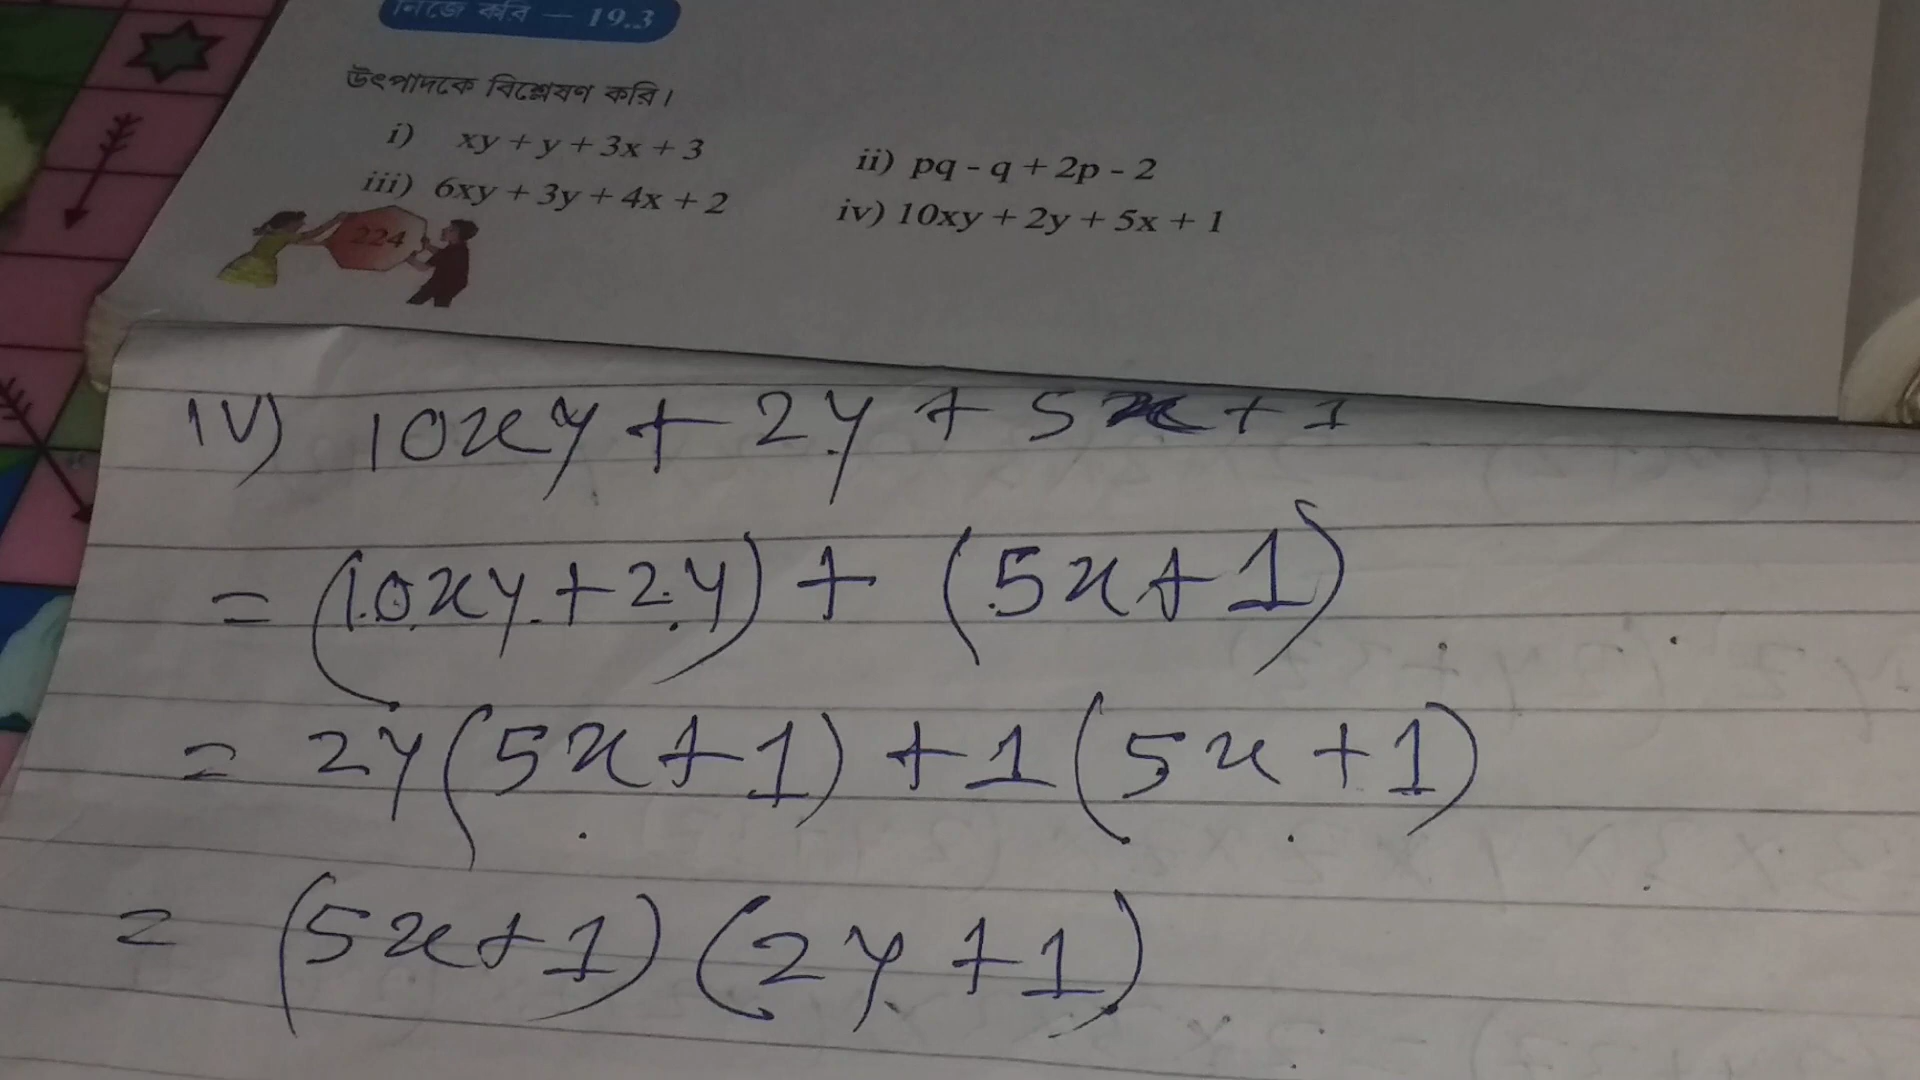 নিজে করি — 19.3
উৎপাদকে বিশ্লেষণ করি।
i) xy + y + 3x + 3
ii) pq - q + 2p - 2
iii) 6xy + 3y + 4x + 2
iv) 10xy + 2y + 5x + 1
224
iv) 10xy + 2y + 5x + 1
= (10xy + 2y) + (5x + 1)
= 2y (5x + 1) + 1 (5x + 1)
= (5x + 1) (2y + 1)